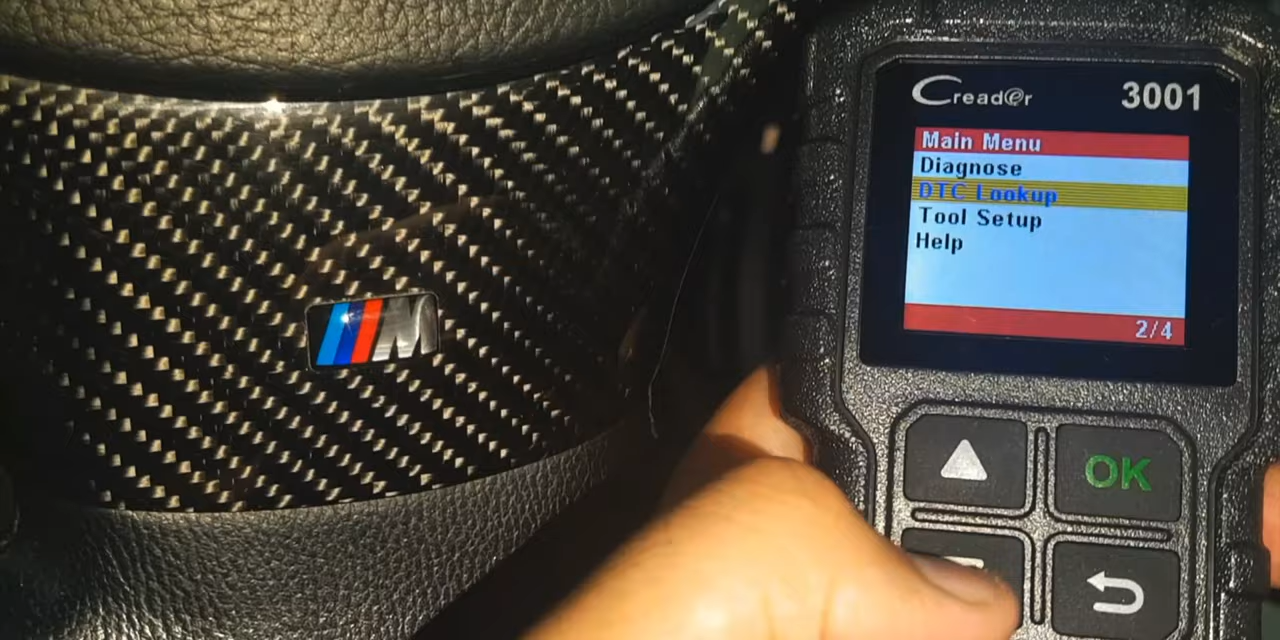 M
Creader 3001
Main Menu
Diagnose
DTC Lookup
Tool Setup
Help
2/4
OK